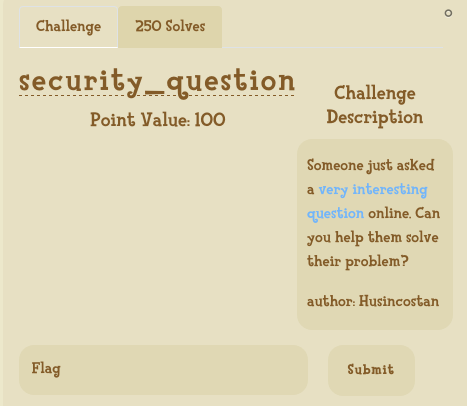 Challenge
250 Solves
security_question
Point Value: 100
Challenge
Description
Someone just asked
a very interesting
question online. Can
you help them solve
their problem?
author: Husincostan
Flag
Submit